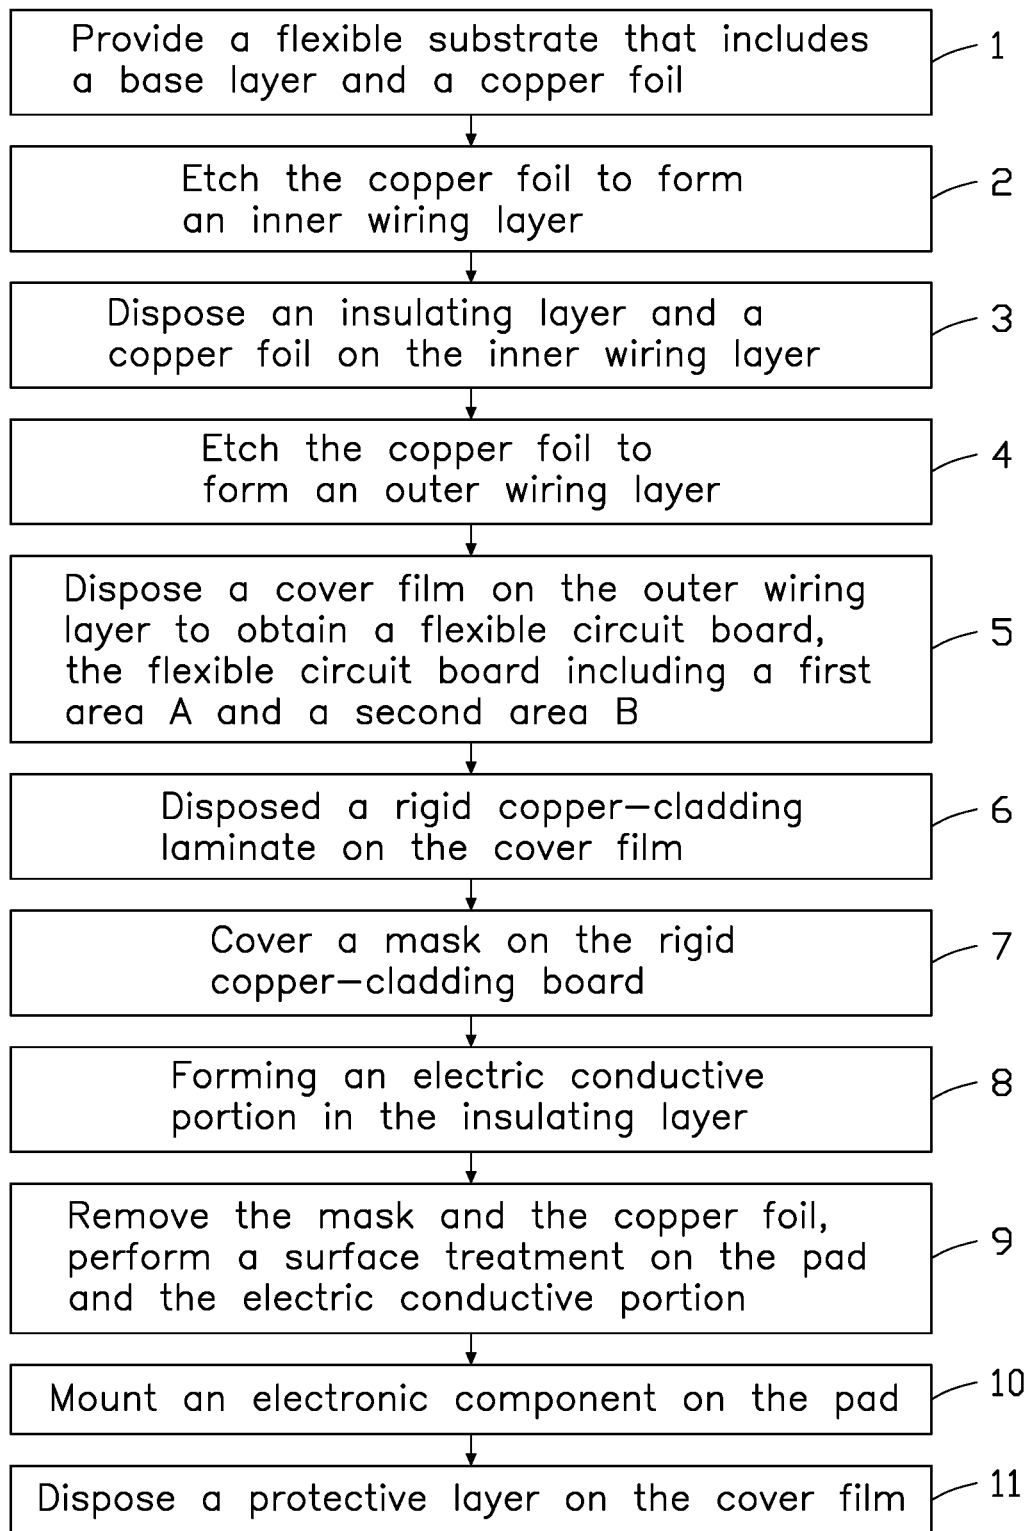 Provide a flexible substrate that includes
a base layer and a copper foil
1
Etch the copper foil to form
an inner wiring layer
2
Dispose an insulating layer and a
copper foil on the inner wiring layer
3
Etch the copper foil to
form an outer wiring layer
4
Dispose a cover film on the outer wiring
layer to obtain a flexible circuit board,
the flexible circuit board including a first
area A and a second area B
5
Disposed a rigid copper-cladding
laminate on the cover film
6
Cover a mask on the rigid
copper-cladding board
7
Forming an electric conductive
portion in the insulating layer
8
Remove the mask and the copper foil,
perform a surface treatment on the pad
and the electric conductive portion
9
Mount an electronic component on the pad
10
Dispose a protective layer on the cover film
11